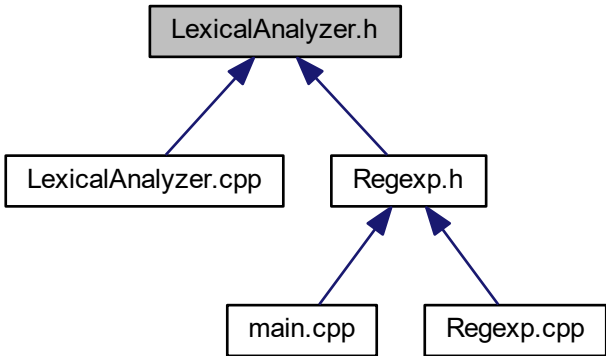 LexicalAnalyzer.h
LexicalAnalyzer.cpp
Regexp.h
main.cpp
Regexp.cpp